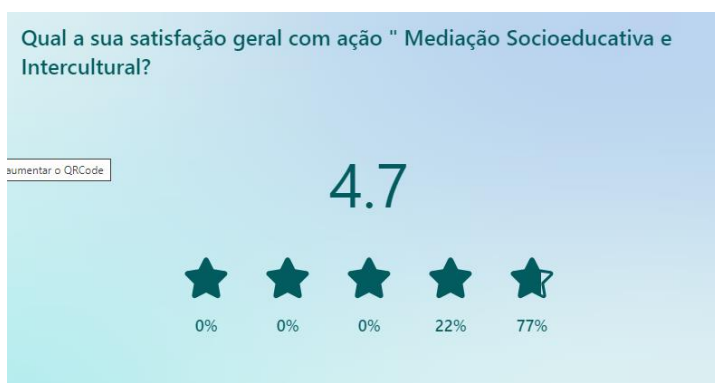 Qual a sua satisfação geral com ação " Mediação Socioeducativa e
Intercultural?
aumentar o QRCode
4.7
0% 0% 0% 22% 77%